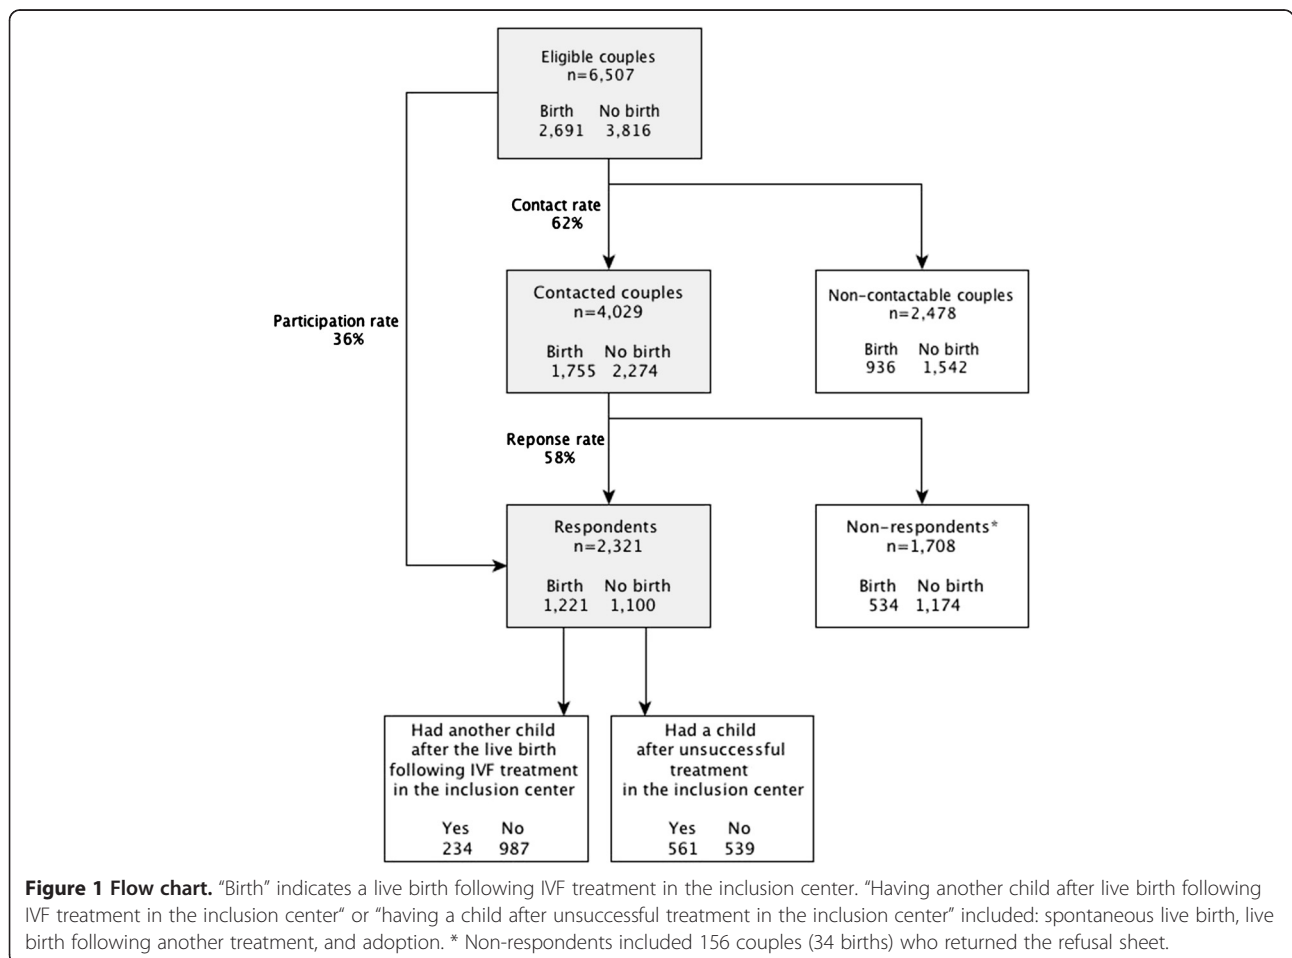 Eligible couples
n=6,507
Birth No birth
2,691 3,816
Contact rate
62%
Participation rate
36%
Contacted couples
n=4,029
Birth No birth
1,755 2,274
Non-contactable couples
n=2,478
Birth No birth
936 1,542
Reponse rate
58%
Respondents
n=2,321
Birth No birth
1,221 1,100
Non-respondents*
n=1,708
Birth No birth
534 1,174
Had another child
after the live birth
following IVF treatment
in the inclusion center
Yes No
234 987
Had a child
after unsuccessful
treatment
in the inclusion center
Yes No
561 539
Figure 1 Flow chart. “Birth” indicates a live birth following IVF treatment in the inclusion center. “Having another child after live birth following
IVF treatment in the inclusion center“ or “having a child after unsuccessful treatment in the inclusion center” included: spontaneous live birth, live
birth following another treatment, and adoption. * Non-respondents included 156 couples (34 births) who returned the refusal sheet.